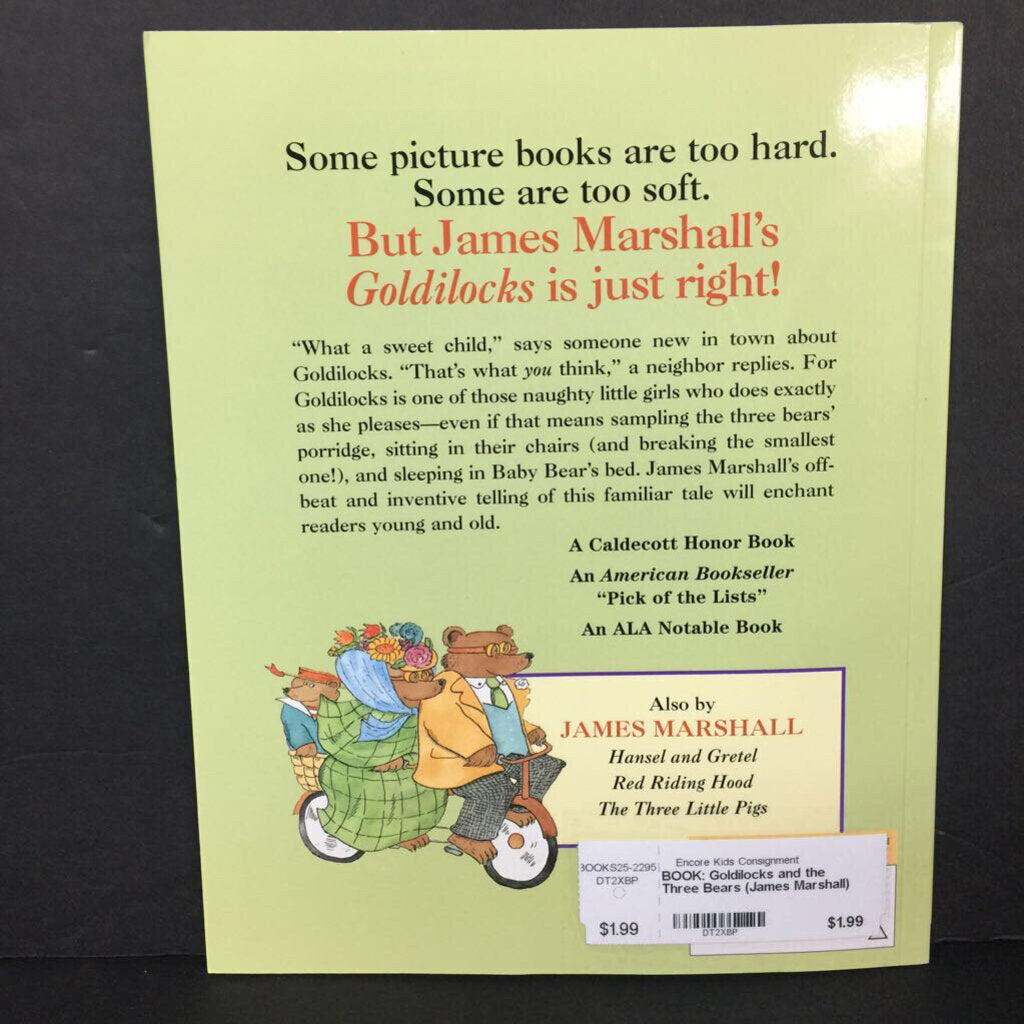 Some picture books are too hard.
Some are too soft.
But James Marshall's
Goldilocks is just right!
“What a sweet child,” says someone new in town about
Goldilocks. “That's what you think,” a neighbor replies. For
Goldilocks is one of those naughty little girls who does exactly
as she pleases—even if that means sampling the three bears'
porridge, sitting in their chairs (and breaking the smallest
one!), and sleeping in Baby Bear's bed. James Marshall's off-
beat and inventive telling of this familiar tale will enchant
readers young and old.
A Caldecott Honor Book
An American Bookseller
“Pick of the Lists”
An ALA Notable Book
Also by
JAMES MARSHALL
Hansel and Gretel
Red Riding Hood
The Three Little Pigs
BOOKS25-2295
DT2XBP
$1.99
Encore Kids Consignment
BOOK: Goldilocks and the
Three Bears (James Marshall)
$1.99
DT2XBP